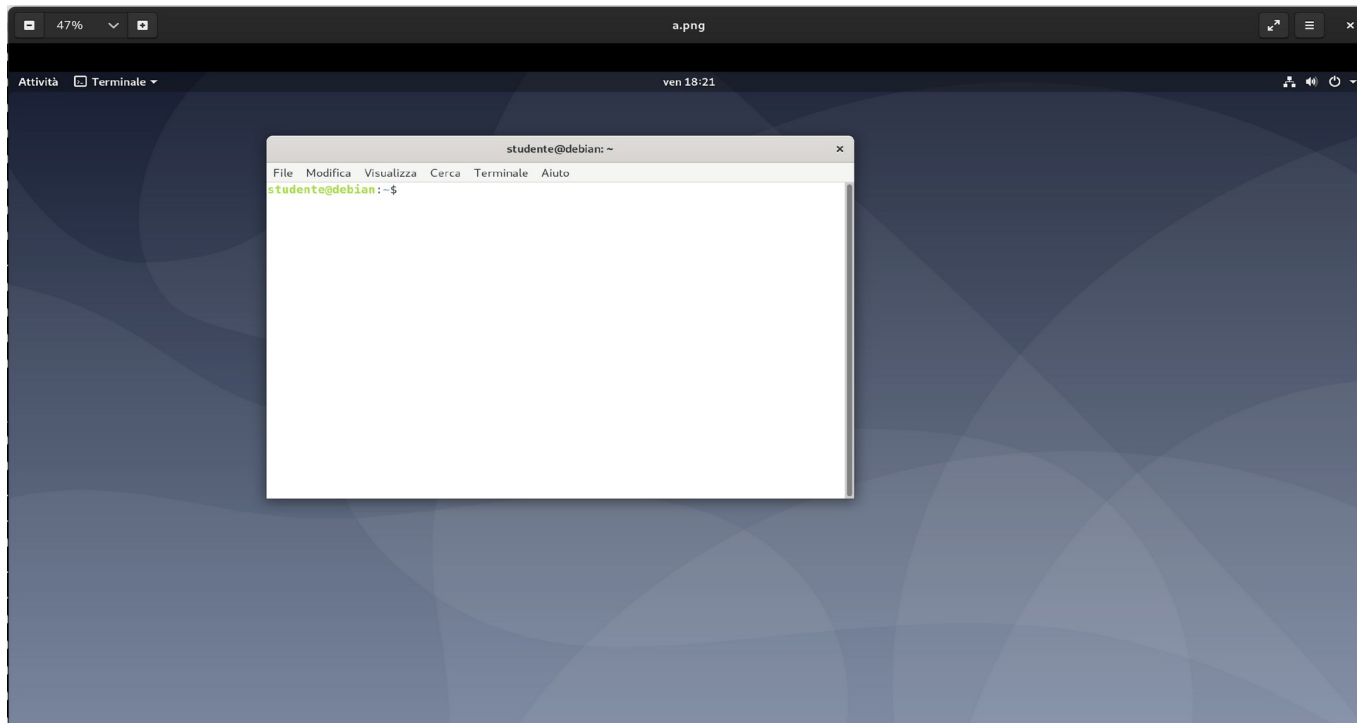 47%
a.png
Attività
Terminale
ven 18:21
studente@debian: ~
File Modifica Visualizza Cerca Terminale Aiuto
studente@debian:~$